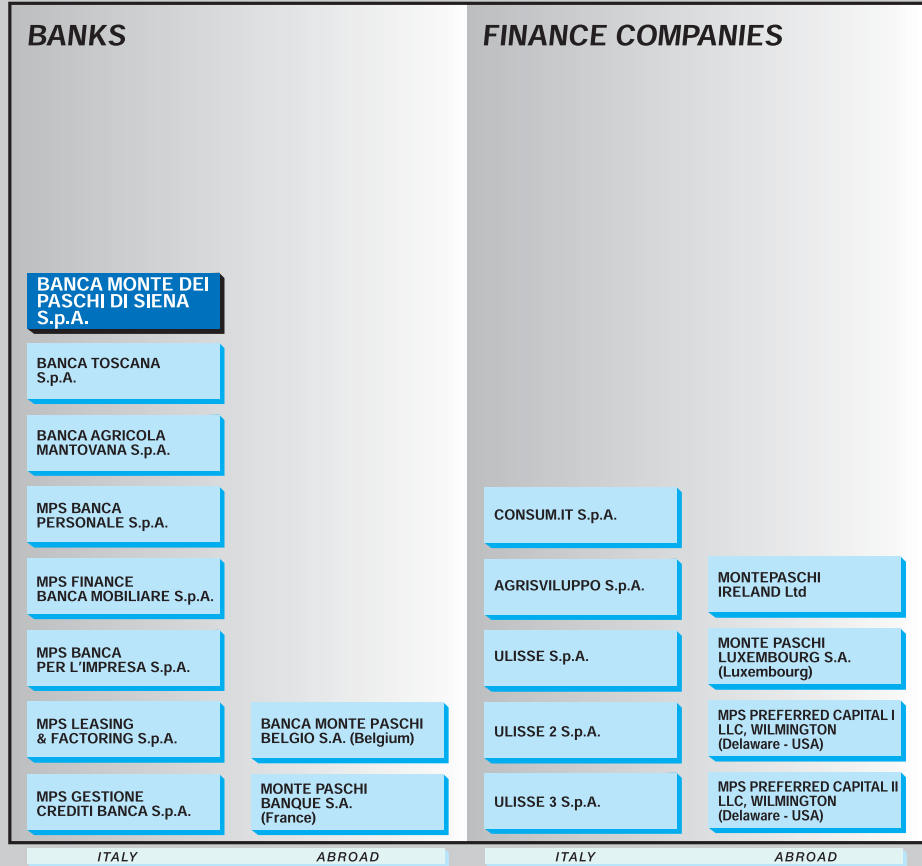 BANKS
BANCA MONTE DEI
PASCHI DI SIENA
S.p.A.
BANCA TOSCANA
S.p.A.
BANCA AGRICOLA
MANTOVANA S.p.A.
MPS BANCA
PERSONALE S.p.A.
MPS FINANCE
BANCA MOBILIARE S.p.A.
MPS BANCA
PER L'IMPRESA S.p.A.
MPS LEASING
& FACTORING S.p.A.
MPS GESTIONE
CREDITI BANCA S.p.A.
ITALY
BANCA MONTE PASCHI
BELGIO S.A. (Belgium)
MONTE PASCHI
BANQUE S.A.
(France)
ABROAD
FINANCE COMPANIES
CONSUM.IT S.p.A.
AGRISVILUPPO S.p.A.
ULISSE S.p.A.
ULISSE 2 S.p.A.
ULISSE 3 S.p.A.
ITALY
MONTEPASCHI
IRELAND Ltd
MONTE PASCHI
LUXEMBOURG S.A.
(Luxembourg)
MPS PREFERRED CAPITAL I
LLC, WILMINGTON
(Delaware - USA)
MPS PREFERRED CAPITAL II
LLC, WILMINGTON
(Delaware - USA)
ABROAD